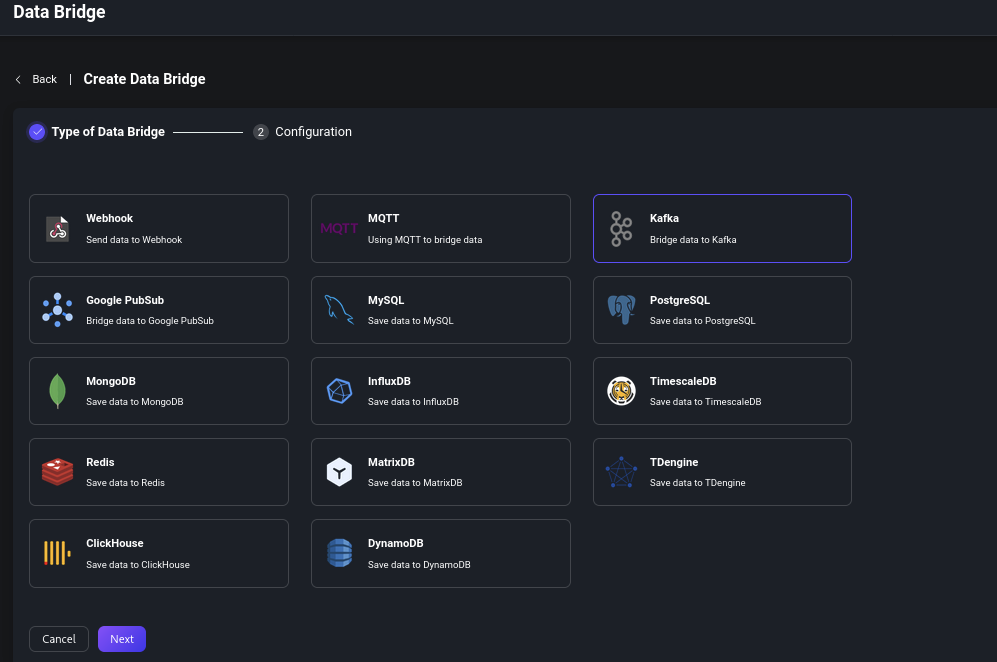 Data Bridge
Back | Create Data Bridge
Type of Data Bridge 2 Configuration
Webhook
Send data to Webhook
MQTT
MQTT
Using MQTT to bridge data
Kafka
Bridge data to Kafka
Google PubSub
Bridge data to Google PubSub
MySQL
Save data to MySQL
PostgreSQL
Save data to PostgreSQL
MongoDB
Save data to MongoDB
InfluxDB
Save data to InfluxDB
TimescaleDB
Save data to TimescaleDB
Redis
Save data to Redis
MatrixDB
Save data to MatrixDB
TDengine
Save data to TDengine
ClickHouse
Save data to ClickHouse
DynamoDB
Save data to DynamoDB
Cancel Next